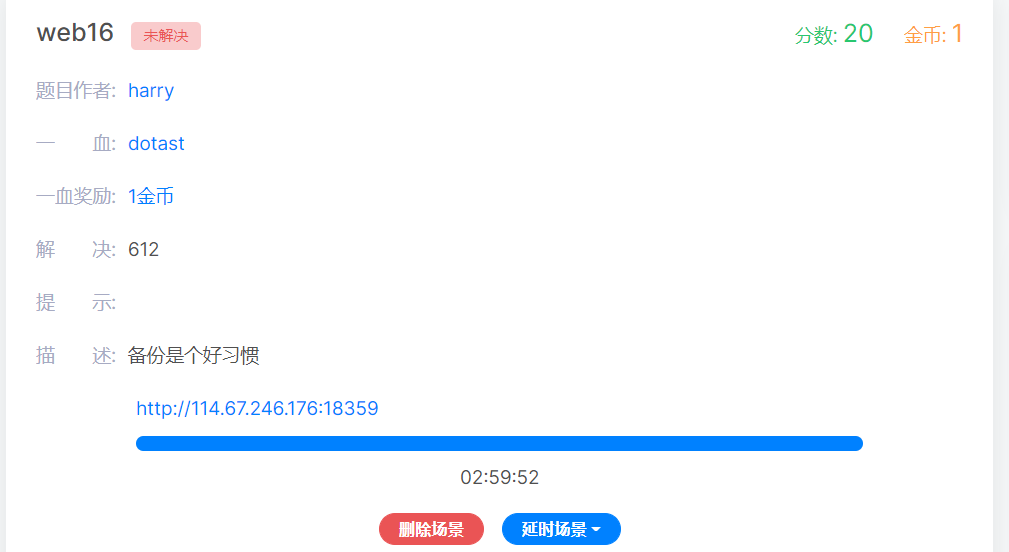 web16 未解决 分数: 20 金币: 1
题目作者: harry
一 血: dotast
一血奖励: 1金币
解 决: 612
提 示:
描 述: 备份是个好习惯
http://114.67.246.176:18359
02:59:52
删除场景 延时场景